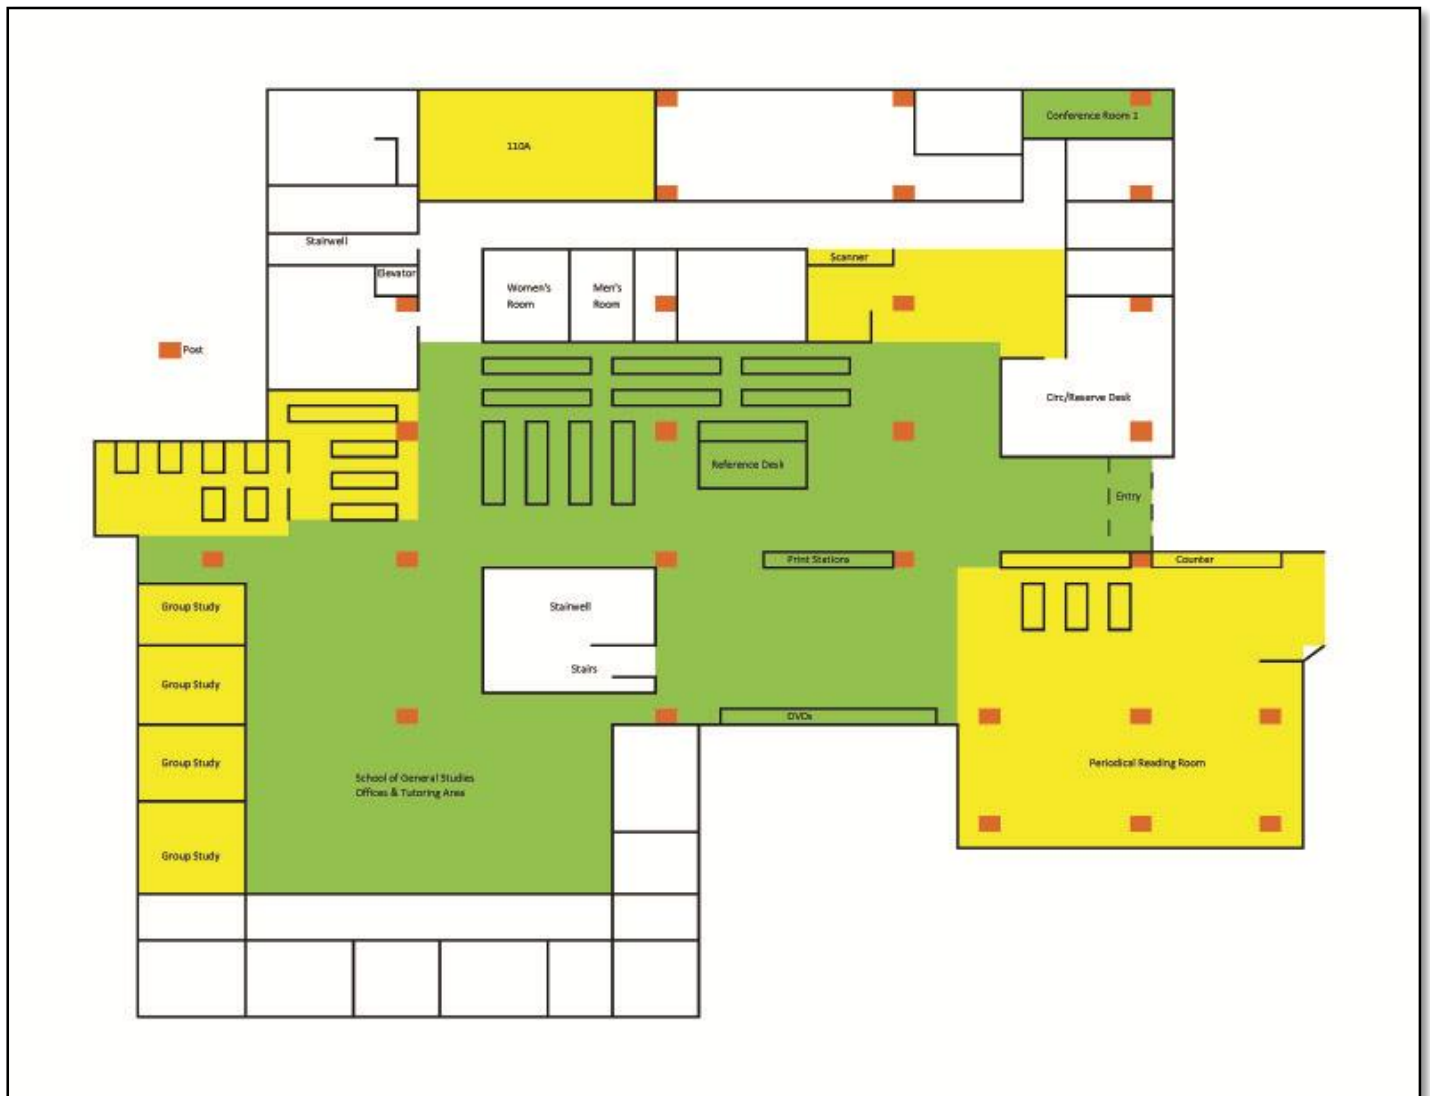 110A
Conference Room 1
Stairwell
Scanner
Elevator
Women's
Room
Men's
Room
Post
Circ/Reserve Desk
Reference Desk
Entry
Print Stations
Counter
Group Study
Stairwell
Stairs
Group Study
DVDs
Group Study
Periodical Reading Room
School of General Studies
Offices & Tutoring Area
Group Study